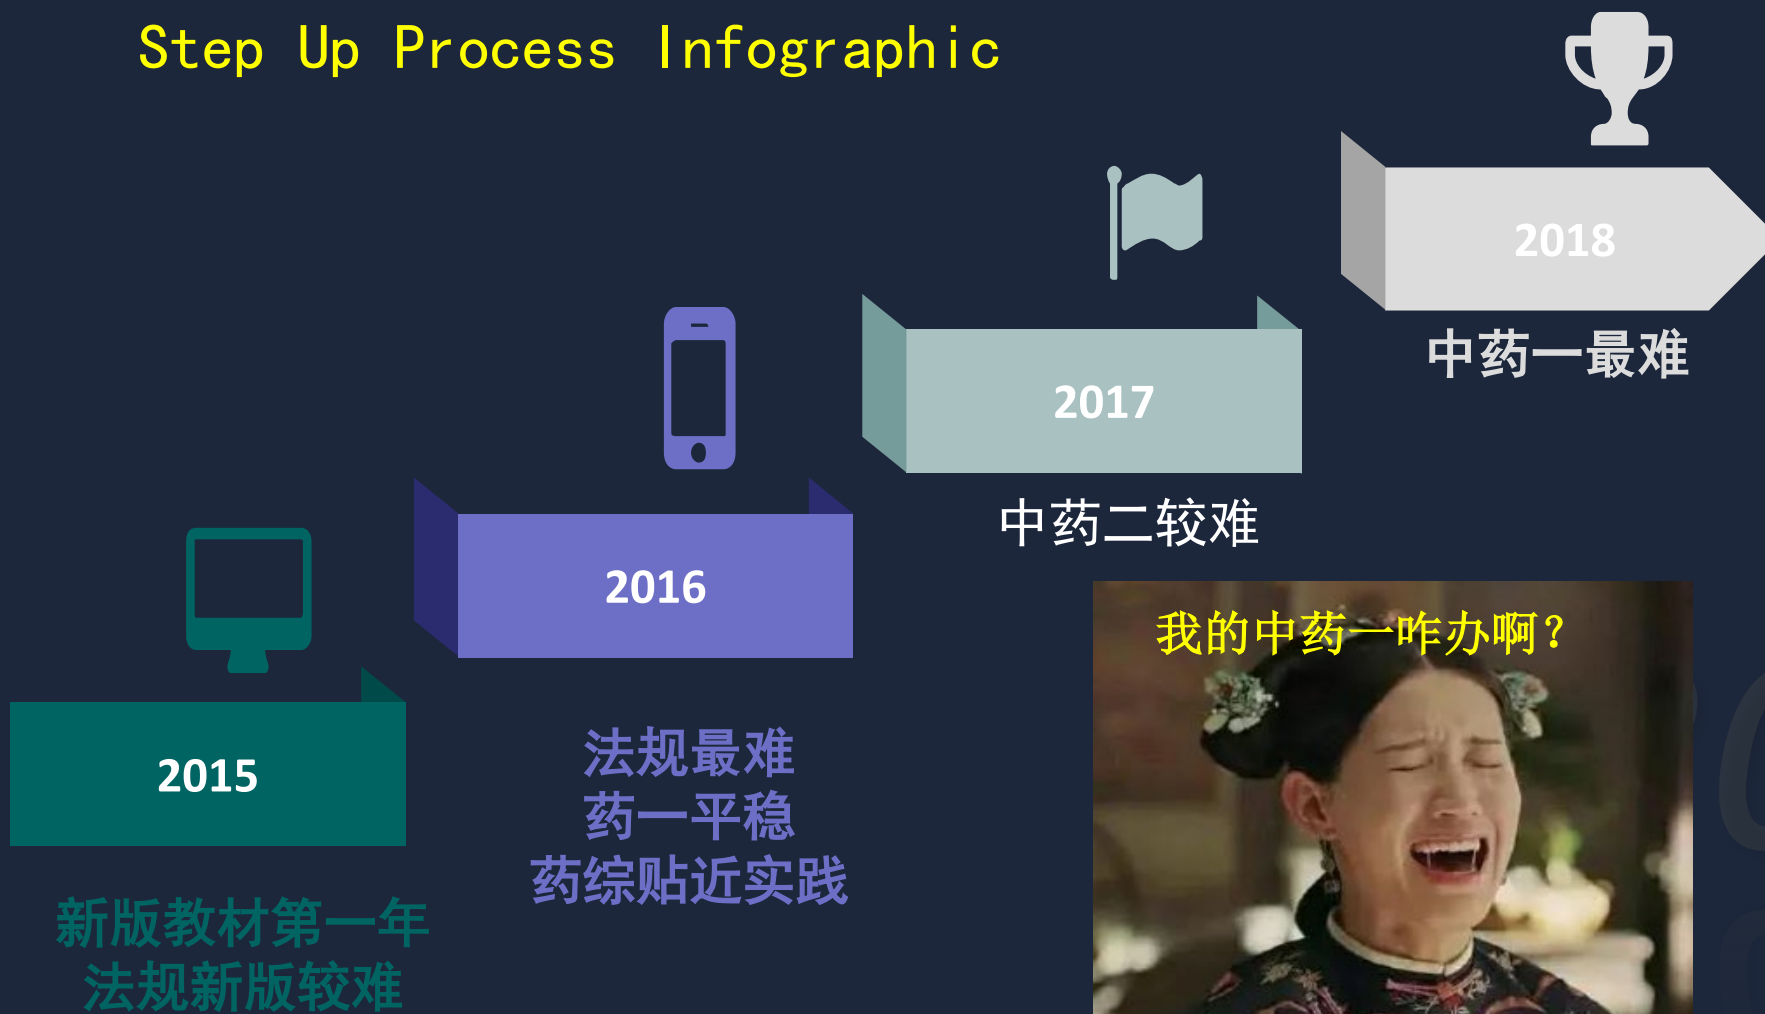 Step Up Process Infographic
2018
中药一最难
2017
中药二较难
2016
法规最难
药一平稳
药综贴近实践
2015
新版教材第一年
法规新版较难
我的中药一咋办啊？